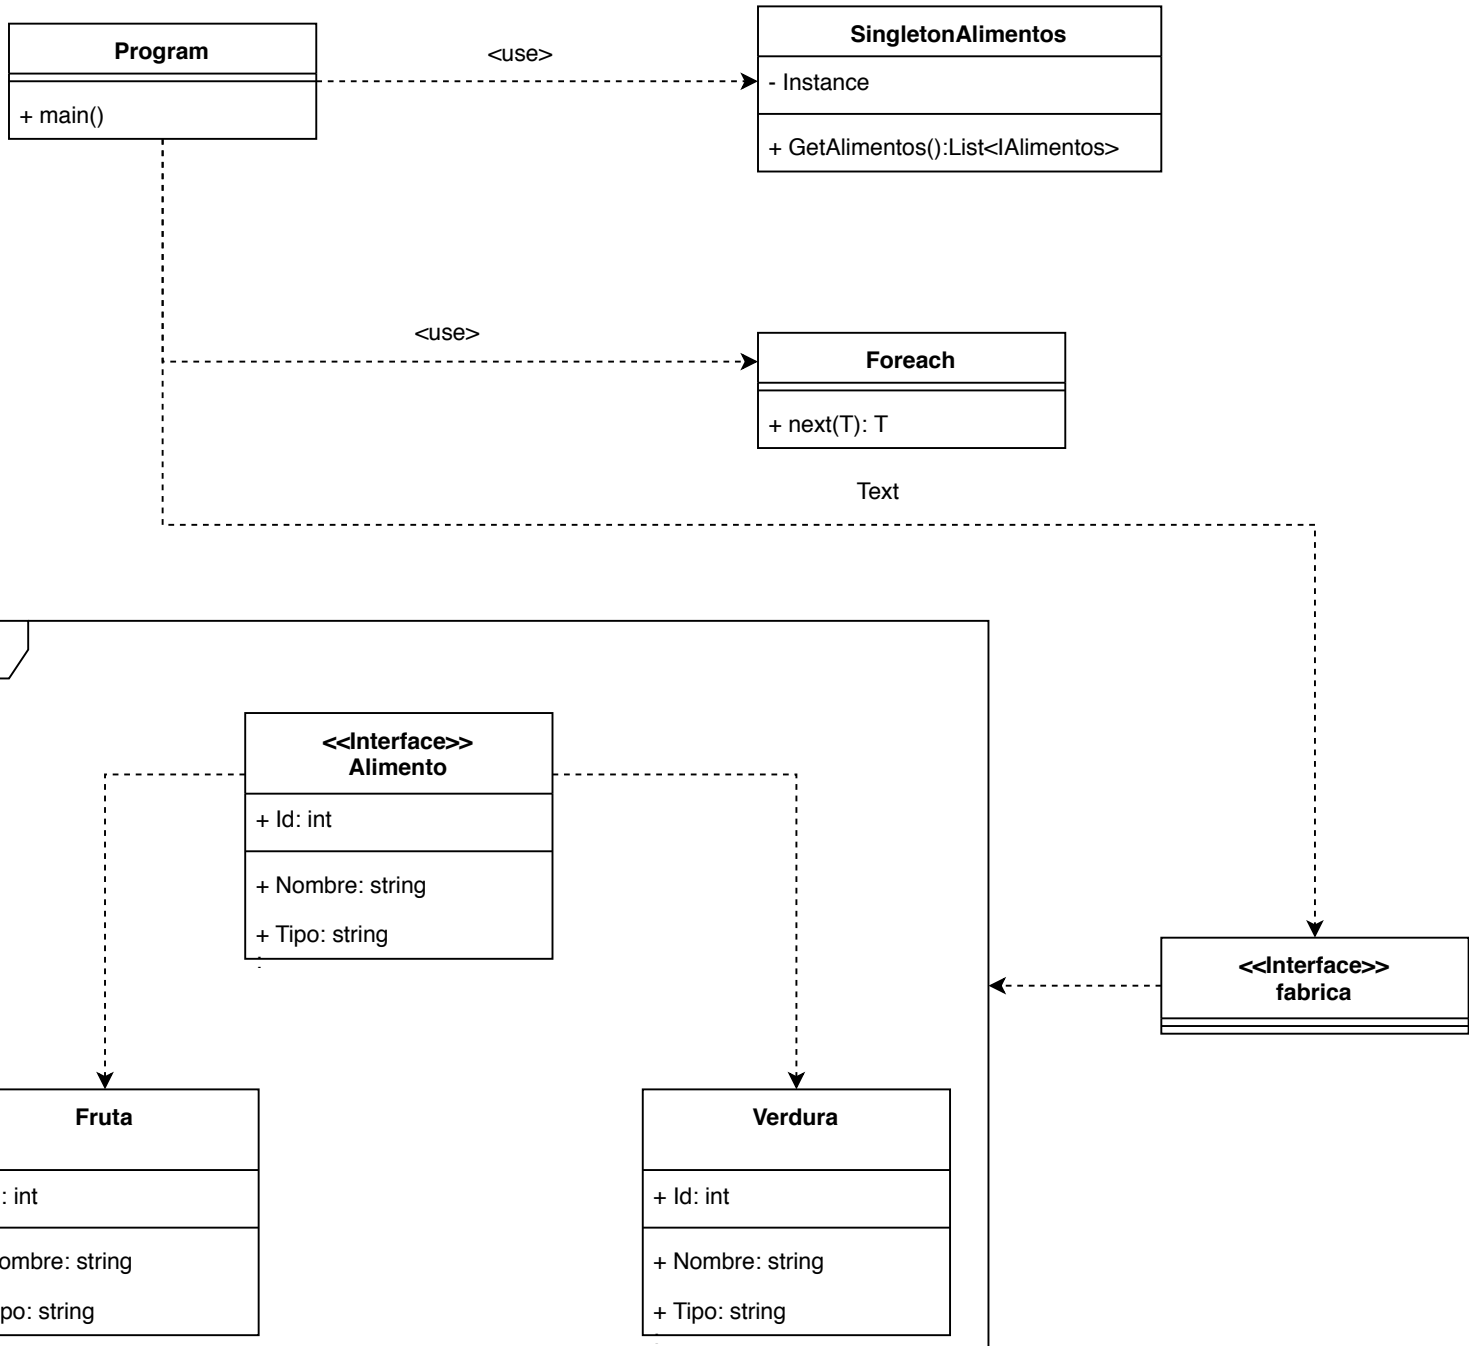 Program
+ main()
<use>
SingletonAlimentos
- Instance
+ GetAlimentos():List<IAlimentos>
<use>
Foreach
+ next(T): T
Text
<<Interface>>
Alimento
+ Id: int
+ Nombre: string
+ Tipo: string
<<Interface>>
fabrica
Fruta
: int
ombre: string
po: string
Verdura
+ Id: int
+ Nombre: string
+ Tipo: string